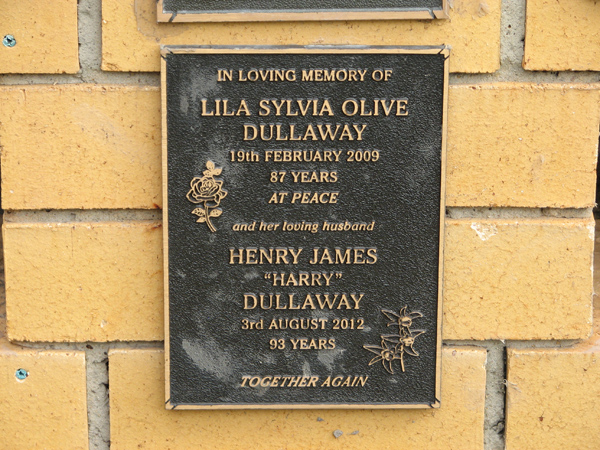 IN LOVING MEMORY OF
LILA SYLVIA OLIVE
DULLAWAY
19th FEBRUARY 2009
87 YEARS
AT PEACE
and her loving husband
HENRY JAMES
"HARRY"
DULLAWAY
3rd AUGUST 2012
93 YEARS
TOGETHER AGAIN